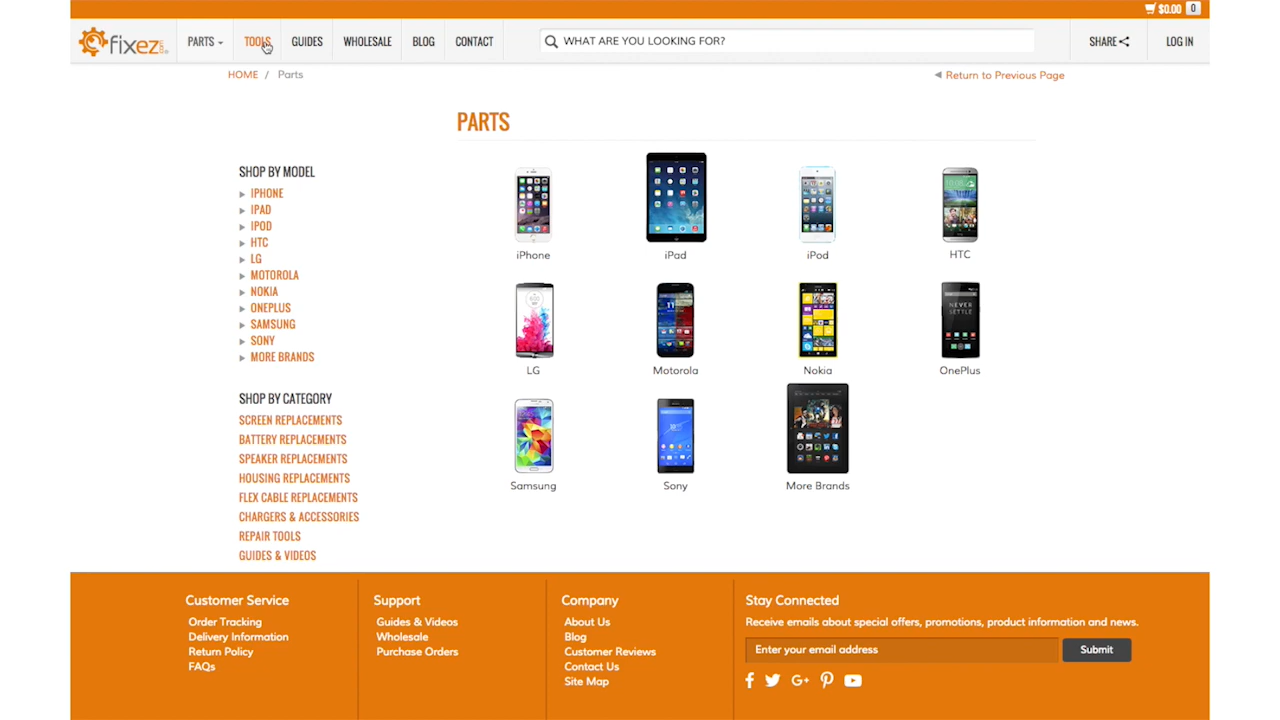 $0.00 0
fixez.com
PARTS TOOLS GUIDES WHOLESALE BLOG CONTACT
WHAT ARE YOU LOOKING FOR?
SHARE LOG IN
HOME / Parts
Return to Previous Page
PARTS
SHOP BY MODEL
IPHONE
IPAD
IPOD
HTC
LG
MOTOROLA
NOKIA
ONEPLUS
SAMSUNG
SONY
MORE BRANDS
SHOP BY CATEGORY
SCREEN REPLACEMENTS
BATTERY REPLACEMENTS
SPEAKER REPLACEMENTS
HOUSING REPLACEMENTS
FLEX CABLE REPLACEMENTS
CHARGERS & ACCESSORIES
REPAIR TOOLS
GUIDES & VIDEOS
iPhone iPad iPod HTC
NEVER
SETTLE
LG Motorola Nokia OnePlus
Samsung Sony More Brands
Customer Service
Order Tracking
Delivery Information
Return Policy
FAQs
Support
Guides & Videos
Wholesale
Purchase Orders
Company
About Us
Blog
Customer Reviews
Contact Us
Site Map
Stay Connected
Receive emails about special offers, promotions, product information and news.
Enter your email address Submit